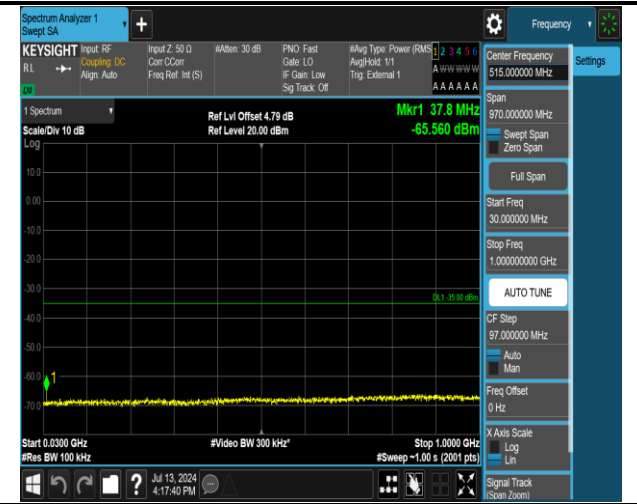 Spectrum Analyzer 1
Swept SA
Frequency
KEYSIGHT
RL
LXI
Input: RF
Coupling: DC
Align: Auto
Input Z: 50 Ω
Corr CCorr
Freq Ref: Int (S)
#Atten: 30 dB
PNO: Fast
Gate: LO
IF Gain: Low
Sig Track: Off
#Avg Type: Power (RMS
Avg|Hold: 1/1
Trig: External 1
1 2 3 4 5 6
A W W W W W
A A A A A A
1 Spectrum
Scale/Div 10 dB
Ref Lvl Offset 4.79 dB
Ref Level 20.00 dBm
Mkr1 37.8 MHz
-65.560 dBm
Log
10.0
0.00
-10.0
-20.0
-30.0
DL1 -35.00 dBm
-40.0
-50.0
-60.0
1
-70.0
Start 0.0300 GHz
#Res BW 100 kHz
#Video BW 300 kHz*
Stop 1.0000 GHz
#Sweep ~1.00 s (2001 pts)
Jul 13, 2024
4:17:40 PM
Center Frequency
515.000000 MHz
Settings
Span
970.000000 MHz
Swept Span
Zero Span
Full Span
Start Freq
30.000000 MHz
Stop Freq
1.000000000 GHz
AUTO TUNE
CF Step
97.000000 MHz
Auto
Man
Freq Offset
0 Hz
X Axis Scale
Log
Lin
Signal Track
(Span Zoom)